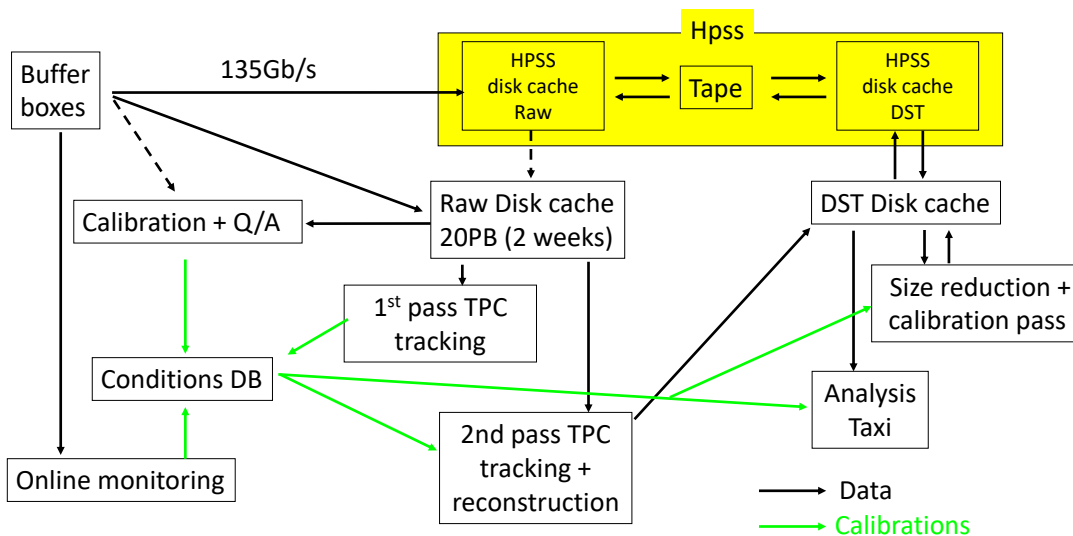 Hpss
Buffer
boxes
135Gb/s
HPSS
disk cache
Raw
Tape
HPSS
disk cache
DST
Calibration + Q/A
Raw Disk cache
20PB (2 weeks)
DST Disk cache
1st pass TPC
tracking
Size reduction +
calibration pass
Conditions DB
Analysis
Taxi
2nd pass TPC
tracking +
reconstruction
Online monitoring
Data
Calibrations